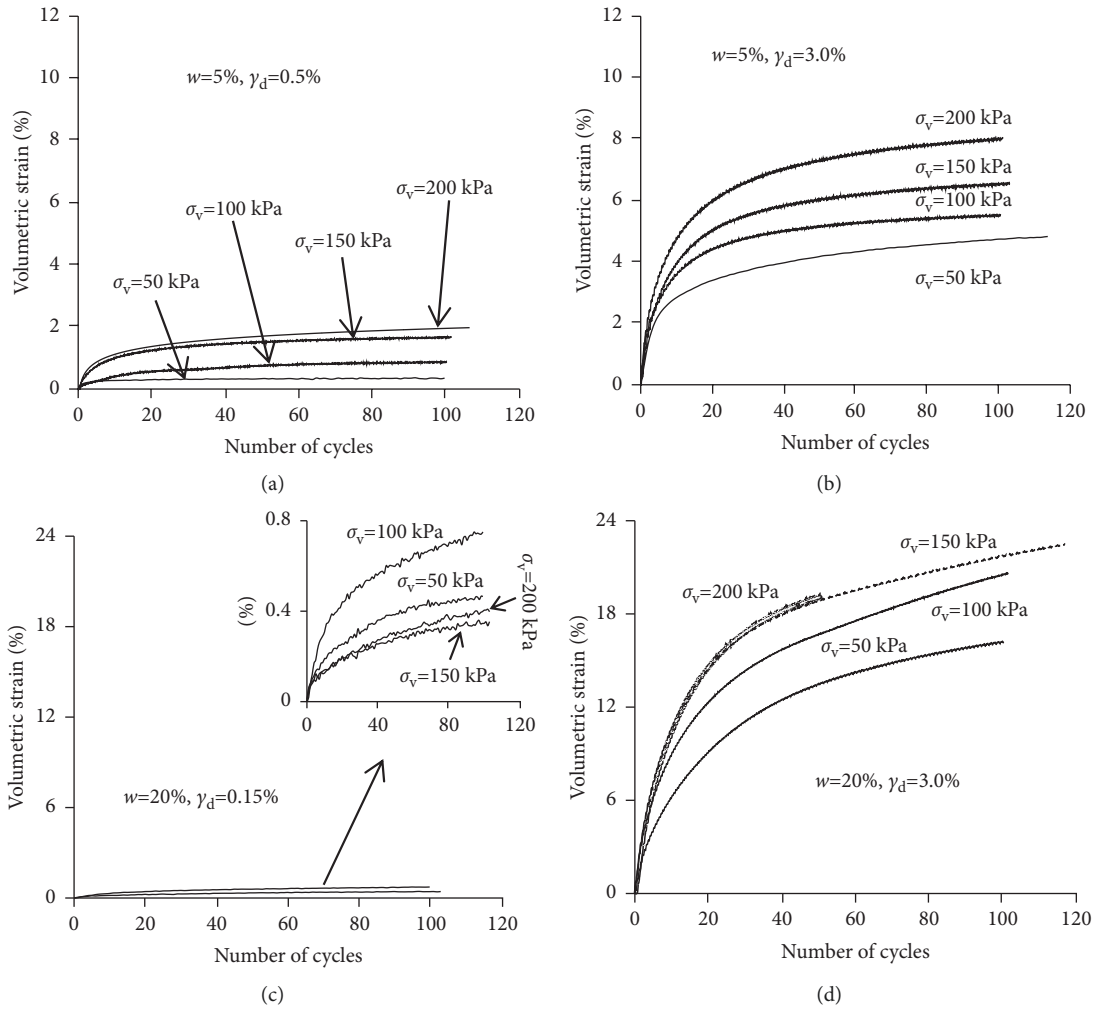 12
10
8
6
4
2
0
Volumetric strain (%)
w=5%, γd=0.5%
σv=200 kPa
σv=100 kPa
σv=150 kPa
σv=50 kPa
0 20 40 60 80 100 120
Number of cycles
(a)
12
10
8
6
4
2
0
Volumetric strain (%)
w=5%, γd=3.0%
σv=200 kPa
σv=150 kPa
σv=100 kPa
σv=50 kPa
0 20 40 60 80 100 120
Number of cycles
(b)
24
18
12
6
0
Volumetric strain (%)
0.8
0.4
0
(%)
σv=100 kPa
σv=50 kPa
σv=200 kPa
σv=150 kPa
0 40 80 120
w=20%, γd=0.15%
0 20 40 60 80 100 120
Number of cycles
(c)
24
18
12
6
0
Volumetric strain (%)
σv=150 kPa
σv=200 kPa
σv=100 kPa
σv=50 kPa
w=20%, γd=3.0%
0 20 40 60 80 100 120
Number of cycles
(d)